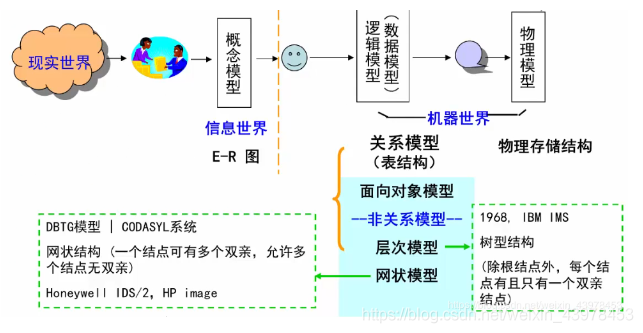 现实世界
概念模型
逻辑模型
(数据模型)
物理模型
信息世界
机器世界
E-R 图
关系模型
(表结构)
物理存储结构
面向对象模型
--非关系模型--
层次模型
网状模型
DBTG模型 | CODASYL系统
网状结构 (一个结点可有多个双亲, 允许多
个结点无双亲)
Honeywell IDS/2, HP image
1968, IBM IMS
树型结构
(除根结点外, 每个结
点有且只有一个双亲
结点)
https://blog.csdn.net/weixin_43978453